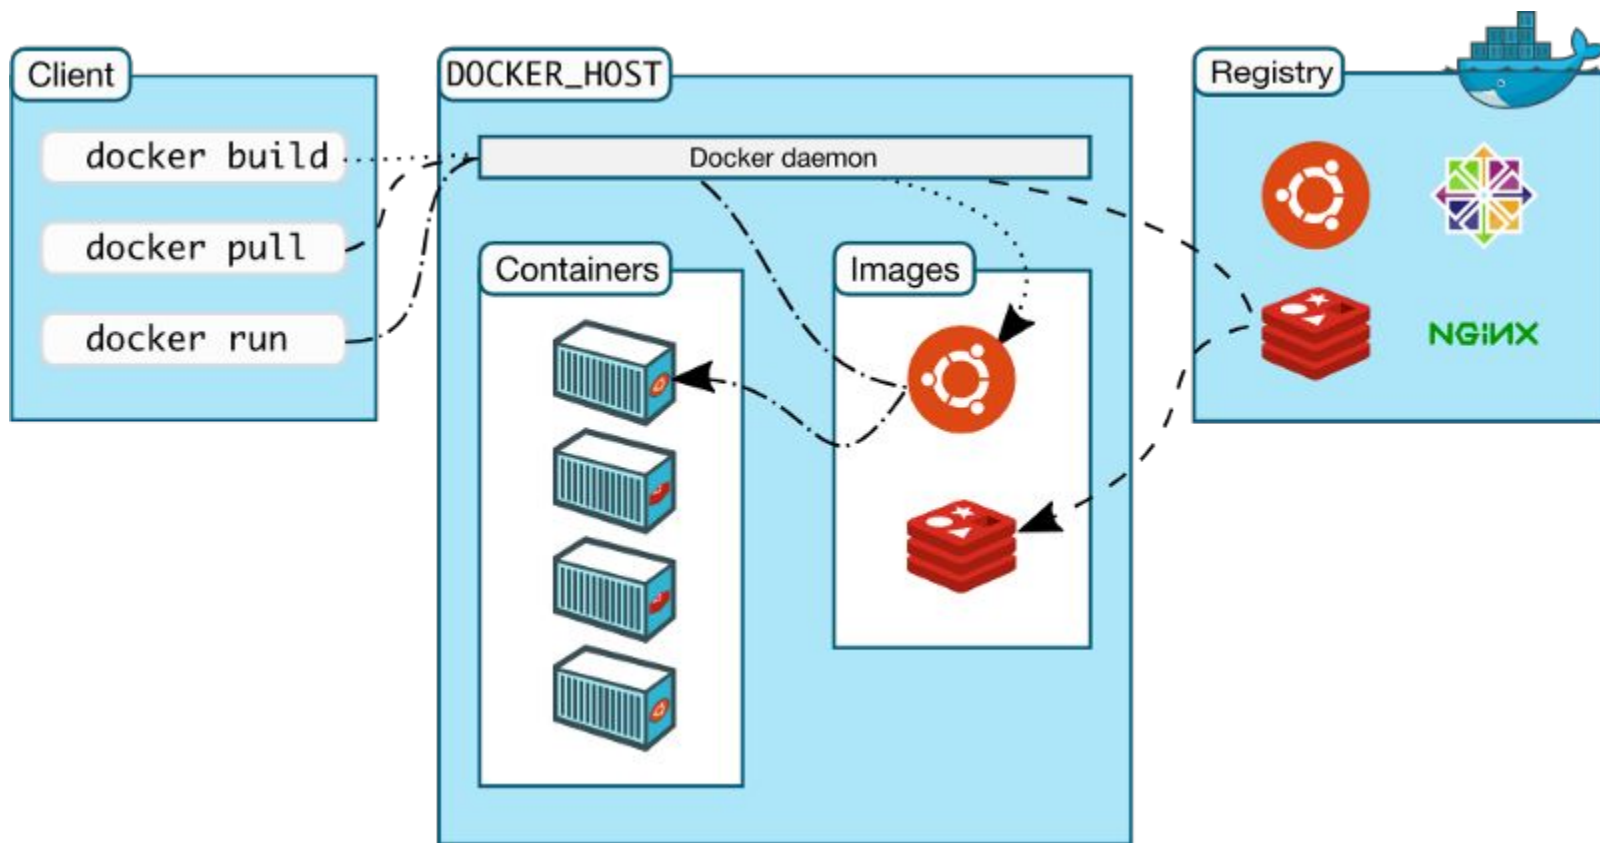 Client
docker build
docker pull
docker run
DOCKER_HOST
Docker daemon
Containers
Images
Registry
NGINX